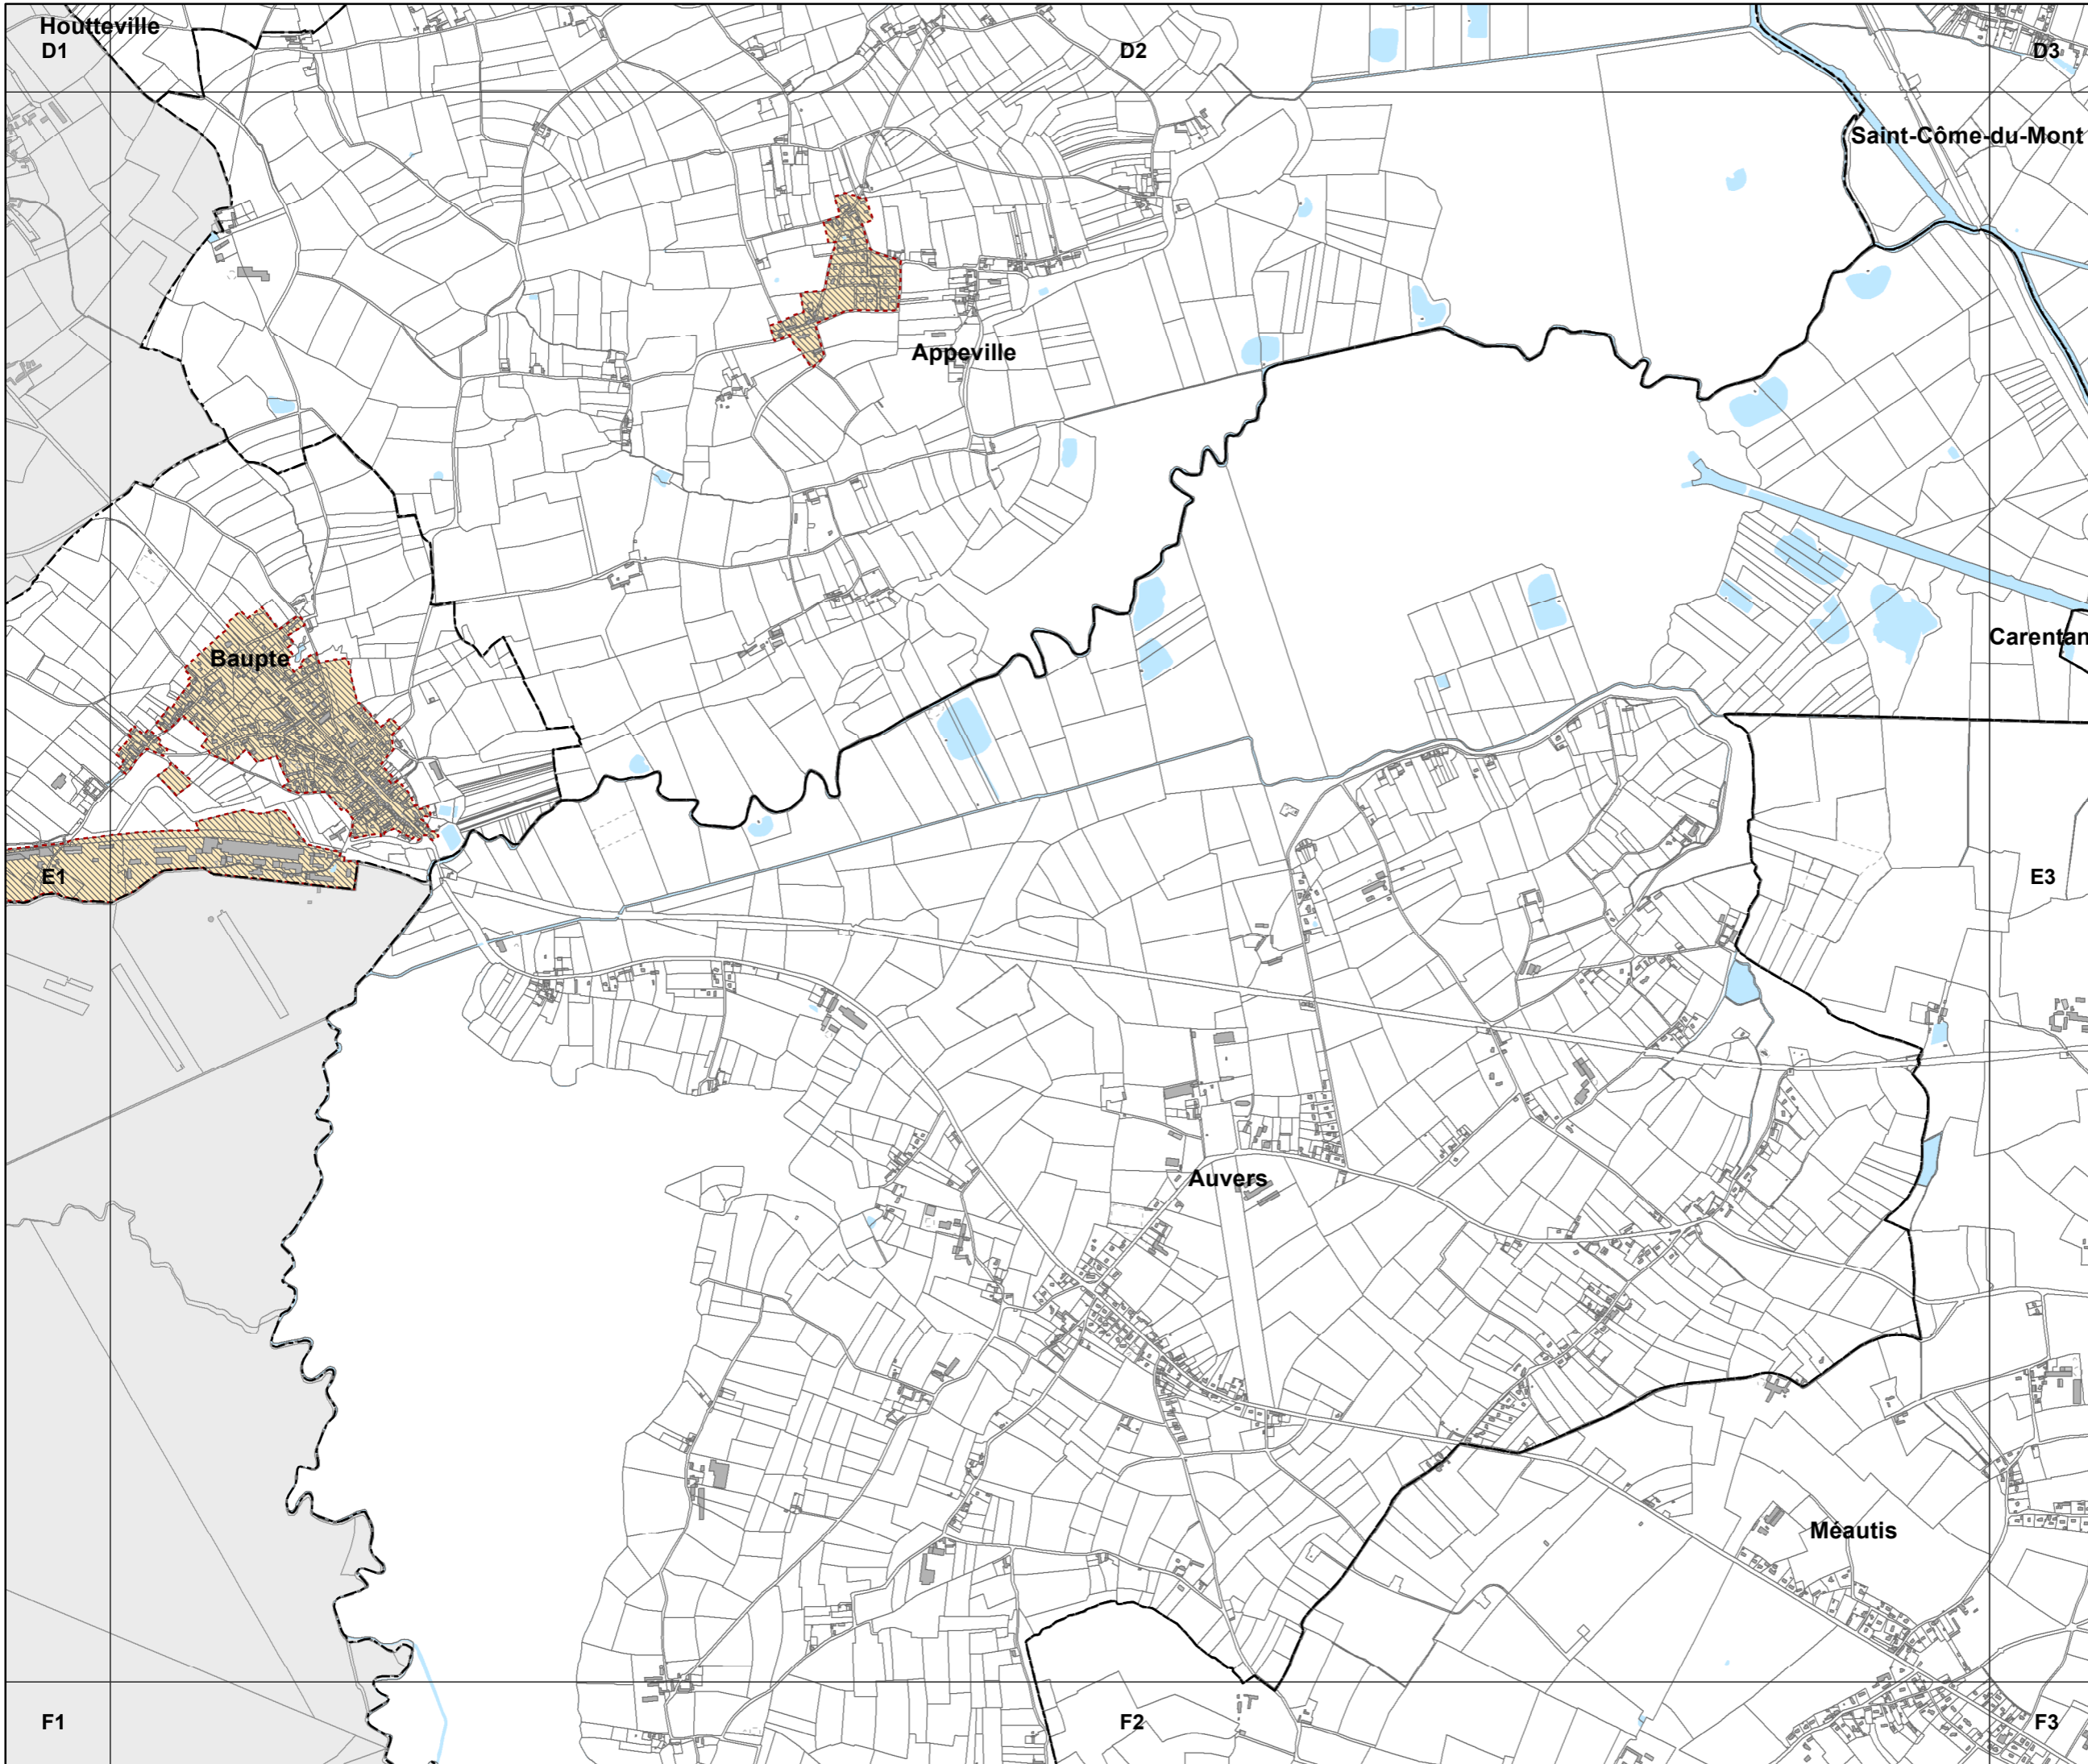 Houtteville
D1
D2
D3
Saint-Côme-du-Mont
Appeville
Carentan
Baupte
E1
E3
Auvers
Méautis
F1
F2
F3